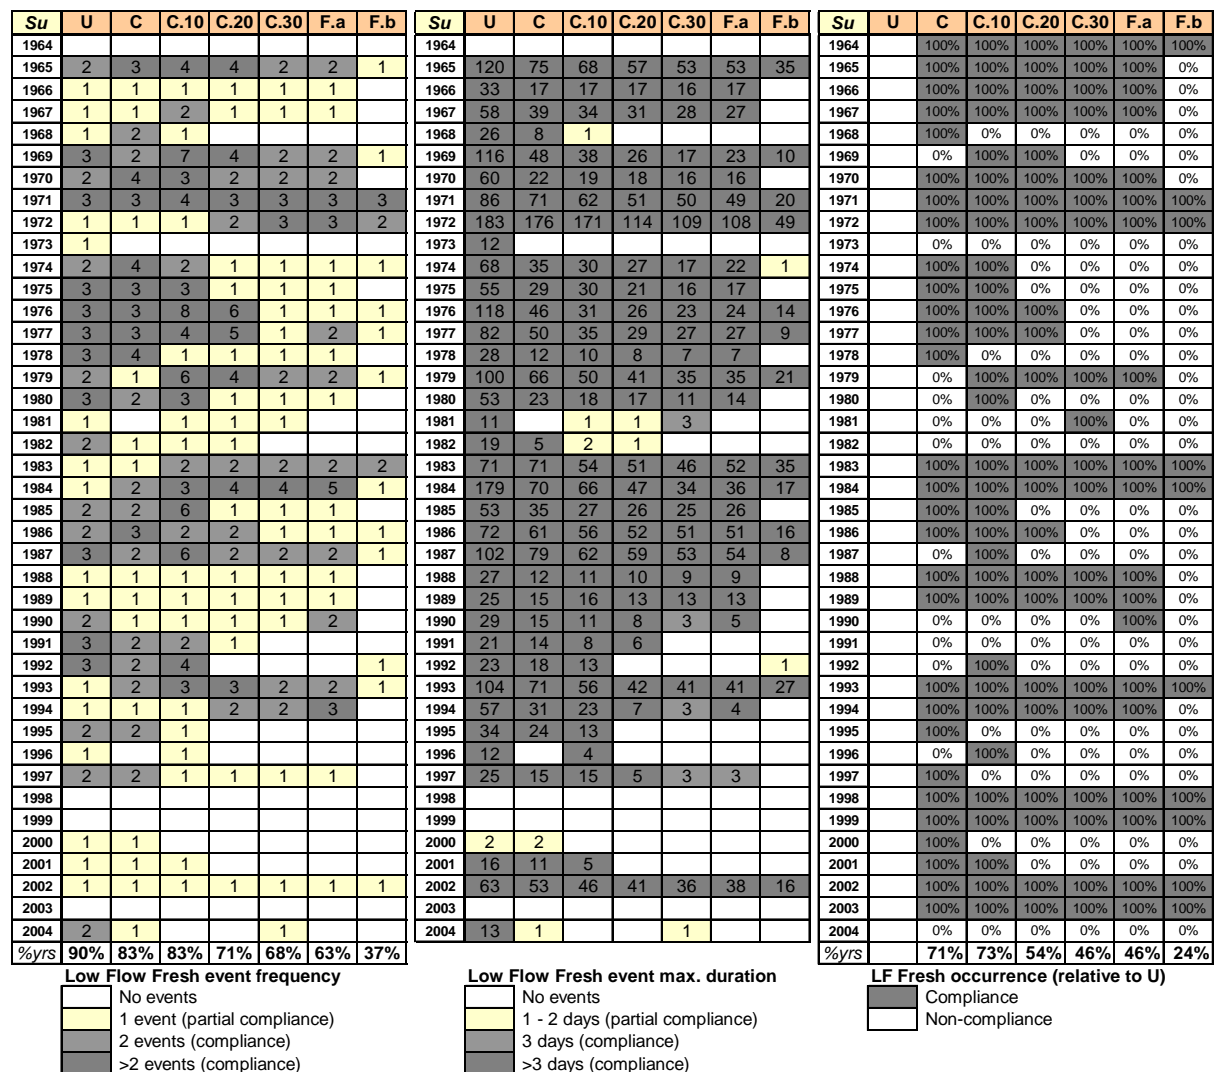 Su U C C.10 C.20 C.30 F.a F.b Su U C C.10 C.20 C.30 F.a F.b Su U C C.10 C.20 C.30 F.a F.b
1964 1964 1964 100% 100% 100% 100% 100% 100%
1965 2 3 4 4 2 2 1 1965 120 75 68 57 53 53 35 1965 100% 100% 100% 100% 100% 0%
1966 1 1 1 1 1 1 1966 33 17 17 17 16 17 1966 100% 100% 100% 100% 100% 0%
1967 1 1 2 1 1 1 1967 58 39 34 31 28 27 1967 100% 100% 100% 100% 100% 0%
1968 1 2 1 1968 26 8 1 1968 100% 0% 0% 0% 0% 0%
1969 3 2 7 4 2 2 1 1969 116 48 38 26 17 23 10 1969 0% 100% 100% 0% 0% 0%
1970 2 4 3 2 2 2 1970 60 22 19 18 16 16 1970 100% 100% 100% 100% 100% 0%
1971 3 3 4 3 3 3 3 1971 86 71 62 51 50 49 20 1971 100% 100% 100% 100% 100% 100%
1972 1 1 1 2 3 3 2 1972 183 176 171 114 109 108 49 1972 100% 100% 100% 100% 100% 100%
1973 1 1973 12 1973 0% 0% 0% 0% 0% 0%
1974 2 4 2 1 1 1 1 1974 68 35 30 27 17 22 1 1974 100% 100% 0% 0% 0% 0%
1975 3 3 3 1 1 1 1975 55 29 30 21 16 17 1975 100% 100% 0% 0% 0% 0%
1976 3 3 8 6 1 1 1 1976 118 46 31 26 23 24 14 1976 100% 100% 100% 0% 0% 0%
1977 3 3 4 5 1 2 1 1977 82 50 35 29 27 27 9 1977 100% 100% 100% 0% 0% 0%
1978 3 4 1 1 1 1 1978 28 12 10 8 7 7 1978 100% 0% 0% 0% 0% 0%
1979 2 1 6 4 2 2 1 1979 100 66 50 41 35 35 21 1979 0% 100% 100% 100% 100% 0%
1980 3 2 3 1 1 1 1980 53 23 18 17 11 14 1980 0% 100% 0% 0% 0% 0%
1981 1 1 1 1 1981 11 1 1 3 1981 0% 0% 0% 100% 0% 0%
1982 2 1 1 1 1982 19 5 2 1 1982 0% 0% 0% 0% 0% 0%
1983 1 1 2 2 2 2 2 1983 71 71 54 51 46 52 35 1983 100% 100% 100% 100% 100% 100%
1984 1 2 3 4 4 5 1 1984 179 70 66 47 34 36 17 1984 100% 100% 100% 100% 100% 100%
1985 2 2 6 1 1 1 1985 53 35 27 26 25 26 1985 100% 100% 0% 0% 0% 0%
1986 2 3 2 2 1 1 1 1986 72 61 56 52 51 51 16 1986 100% 100% 100% 0% 0% 0%
1987 3 2 6 2 2 2 1 1987 102 79 62 59 53 54 8 1987 0% 100% 0% 0% 0% 0%
1988 1 1 1 1 1 1 1988 27 12 11 10 9 9 1988 100% 100% 100% 100% 100% 0%
1989 1 1 1 1 1 1 1989 25 15 16 13 13 13 1989 100% 100% 100% 100% 100% 0%
1990 2 1 1 1 1 2 1990 29 15 11 8 3 5 1990 0% 0% 0% 0% 100% 0%
1991 3 2 2 1 1991 21 14 8 6 1991 0% 0% 0% 0% 0% 0%
1992 3 2 4 1 1992 23 18 13 1 1992 0% 100% 0% 0% 0% 0%
1993 1 2 3 3 2 2 1 1993 104 71 56 42 41 41 27 1993 100% 100% 100% 100% 100% 100%
1994 1 1 1 2 2 3 1994 57 31 23 7 3 4 1994 100% 100% 100% 100% 100% 0%
1995 2 2 1 1995 34 24 13 1995 100% 0% 0% 0% 0% 0%
1996 1 1 1996 12 4 1996 0% 100% 0% 0% 0% 0%
1997 2 2 1 1 1 1 1997 25 15 15 5 3 3 1997 100% 0% 0% 0% 0% 0%
1998 1998 1998 100% 100% 100% 100% 100% 100%
1999 1999 1999 100% 100% 100% 100% 100% 100%
2000 1 1 2000 2 2 2000 100% 0% 0% 0% 0% 0%
2001 1 1 1 2001 16 11 5 2001 100% 100% 0% 0% 0% 0%
2002 1 1 1 1 1 1 1 2002 63 53 46 41 36 38 16 2002 100% 100% 100% 100% 100% 100%
2003 2003 2003 100% 100% 100% 100% 100% 100%
2004 2 1 1 2004 13 1 1 2004 0% 0% 0% 0% 0% 0%
%yrs 90% 83% 83% 71% 68% 63% 37% %yrs 71% 73% 54% 46% 46% 24%
Low Flow Fresh event frequency Low Flow Fresh event max. duration LF Fresh occurrence (relative to U)
No events No events Compliance
1 event (partial compliance) 1 - 2 days (partial compliance) Non-compliance
2 events (compliance) 3 days (compliance)
>2 events (compliance) >3 days (compliance)